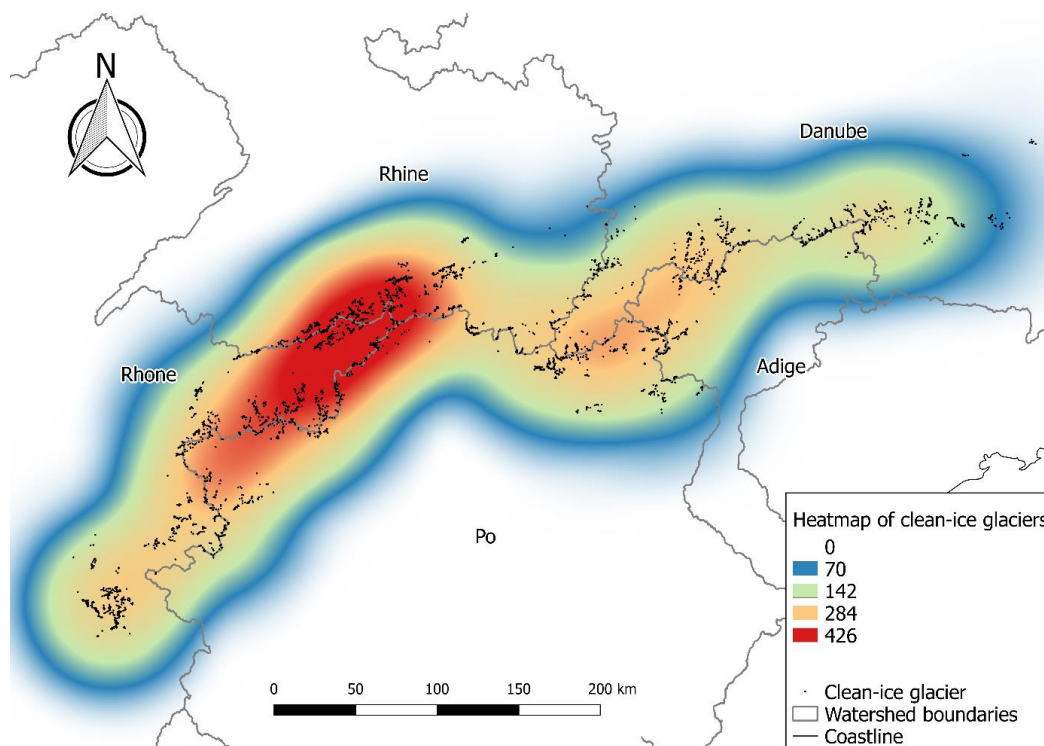 N
Danube
Rhine
Rhone
Adige
Po
0 50 100 150 200 km
Heatmap of clean-ice glaciers
0
70
142
284
426
Clean-ice glacier
Watershed boundaries
Coastline